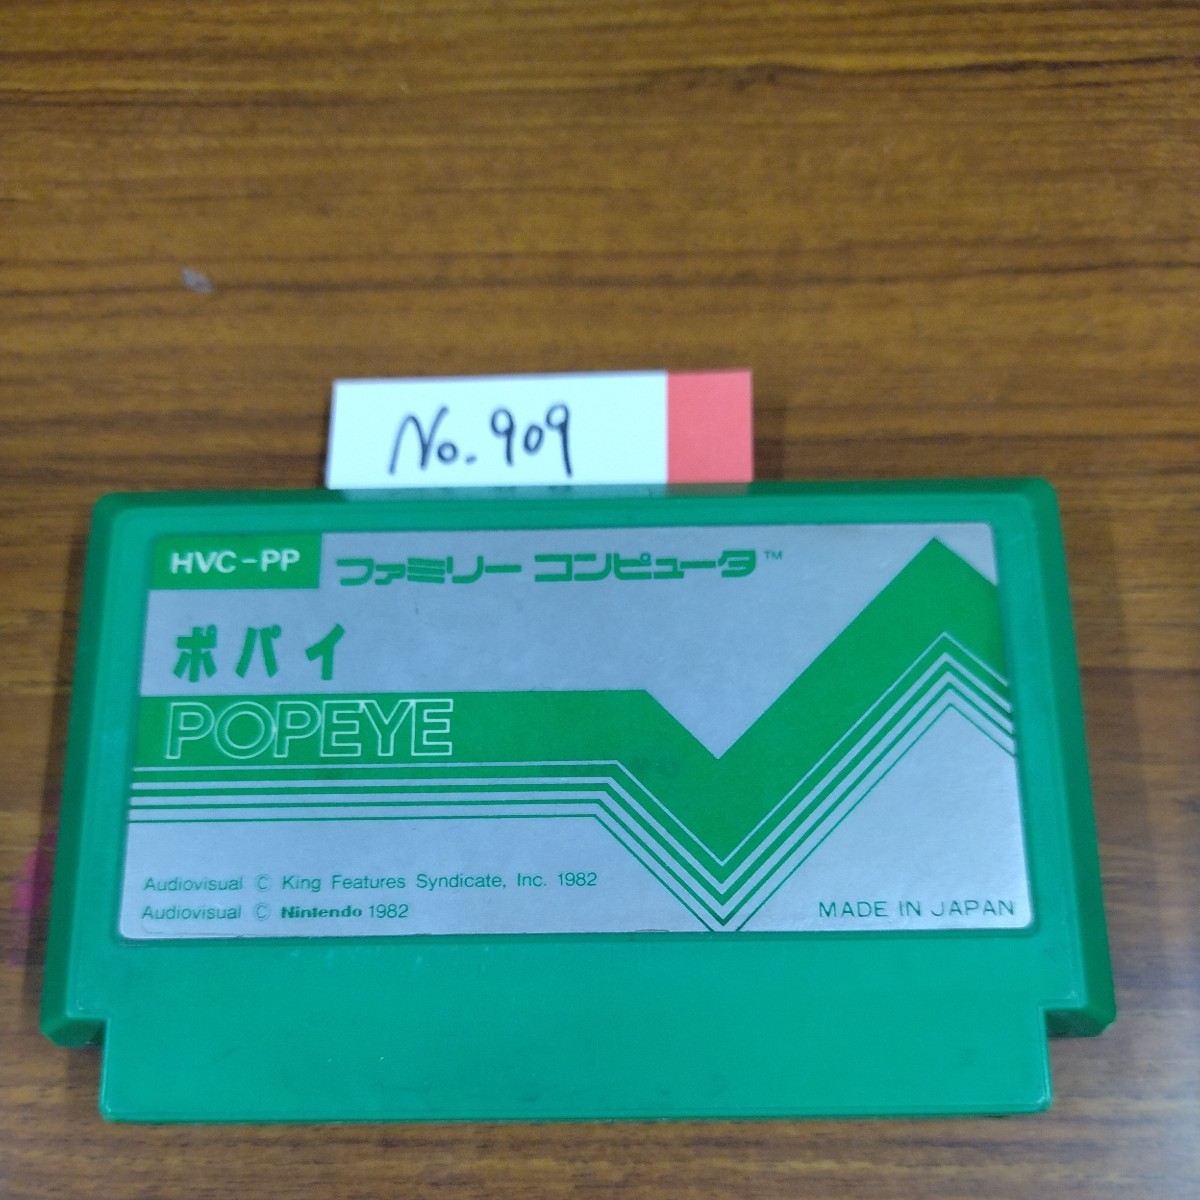 No. 909
HVC-PP ファミリー コンピュータ™
ポパイ
POPEYE
Audiovisual © King Features Syndicate, Inc. 1982
Audiovisual © Nintendo 1982
MADE IN JAPAN